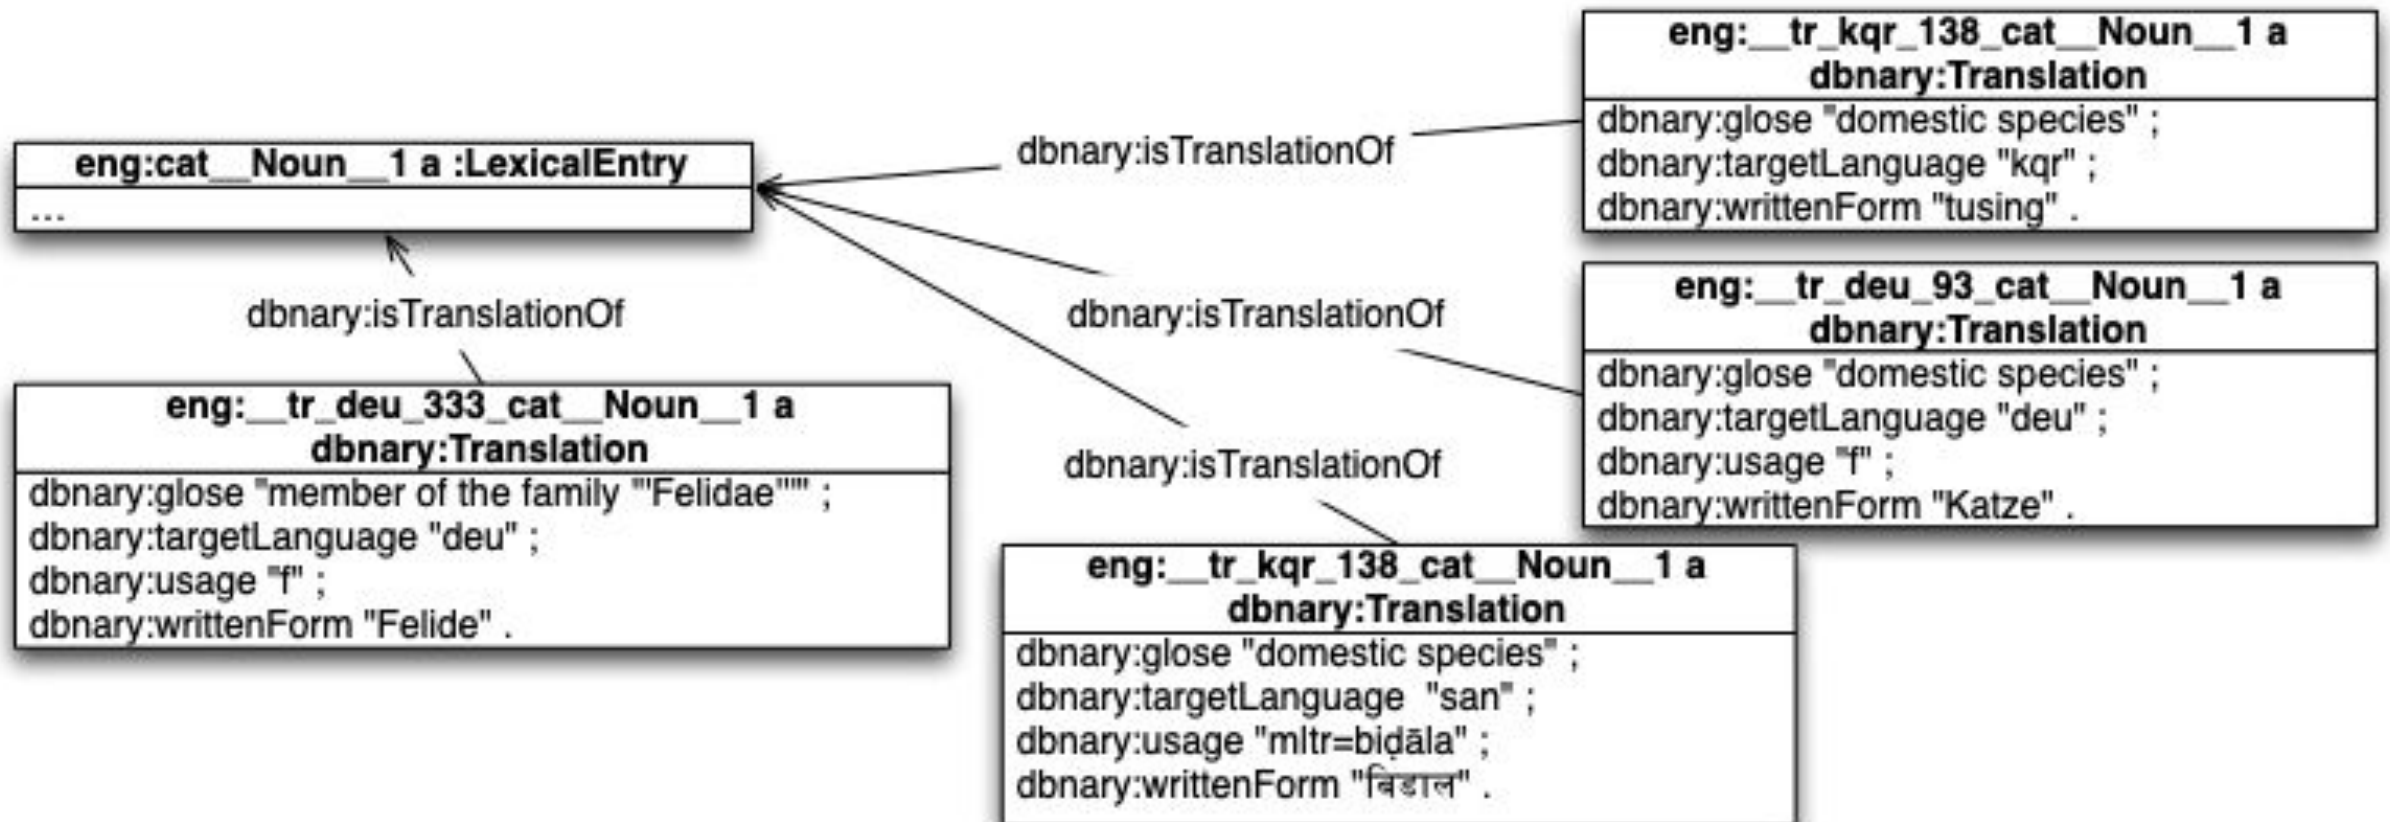 eng:cat__Noun__1 a :LexicalEntry
...
dbnary:isTranslationOf
eng:__tr_kqr_138_cat__Noun__1 a
dbnary:Translation
dbnary:glose "domestic species" ;
dbnary:targetLanguage "kqr" ;
dbnary:writtenForm "tusing" .
dbnary:isTranslationOf
eng:__tr_deu_333_cat__Noun__1 a
dbnary:Translation
dbnary:glose "member of the family '''Felidae'''" ;
dbnary:targetLanguage "deu" ;
dbnary:usage "f" ;
dbnary:writtenForm "Felide" .
dbnary:isTranslationOf
eng:__tr_deu_93_cat__Noun__1 a
dbnary:Translation
dbnary:glose "domestic species" ;
dbnary:targetLanguage "deu" ;
dbnary:usage "f" ;
dbnary:writtenForm "Katze" .
dbnary:isTranslationOf
eng:__tr_kqr_138_cat__Noun__1 a
dbnary:Translation
dbnary:glose "domestic species" ;
dbnary:targetLanguage "san" ;
dbnary:usage "mltr=biḍāla" ;
dbnary:writtenForm "बिडाल" .